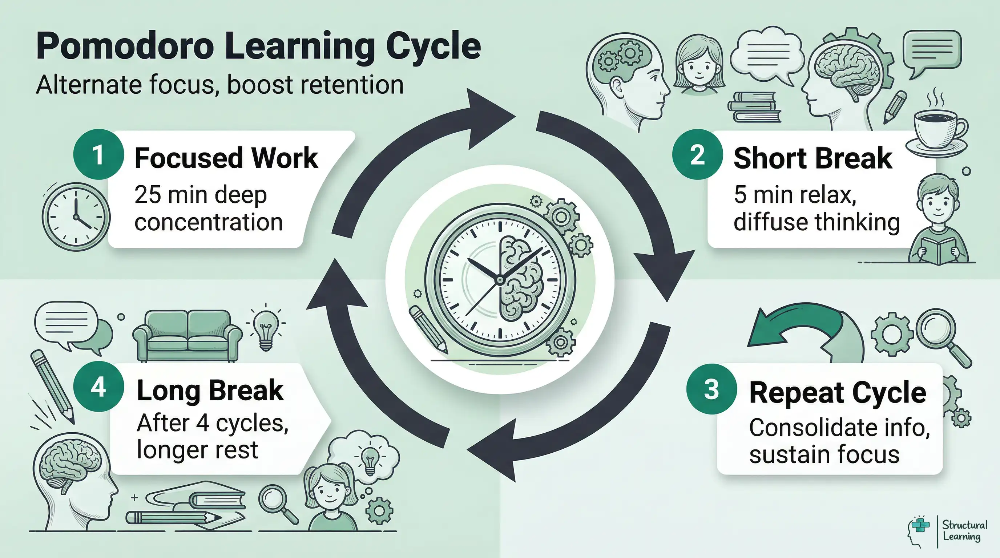 Pomodoro Learning Cycle
Alternate focus, boost retention
1
Focused Work
25 min deep
concentration
2
Short Break
5 min relax,
diffuse thinking
3
Repeat Cycle
Consolidate info,
sustain focus
4
Long Break
After 4 cycles,
longer rest
Structural
Learning